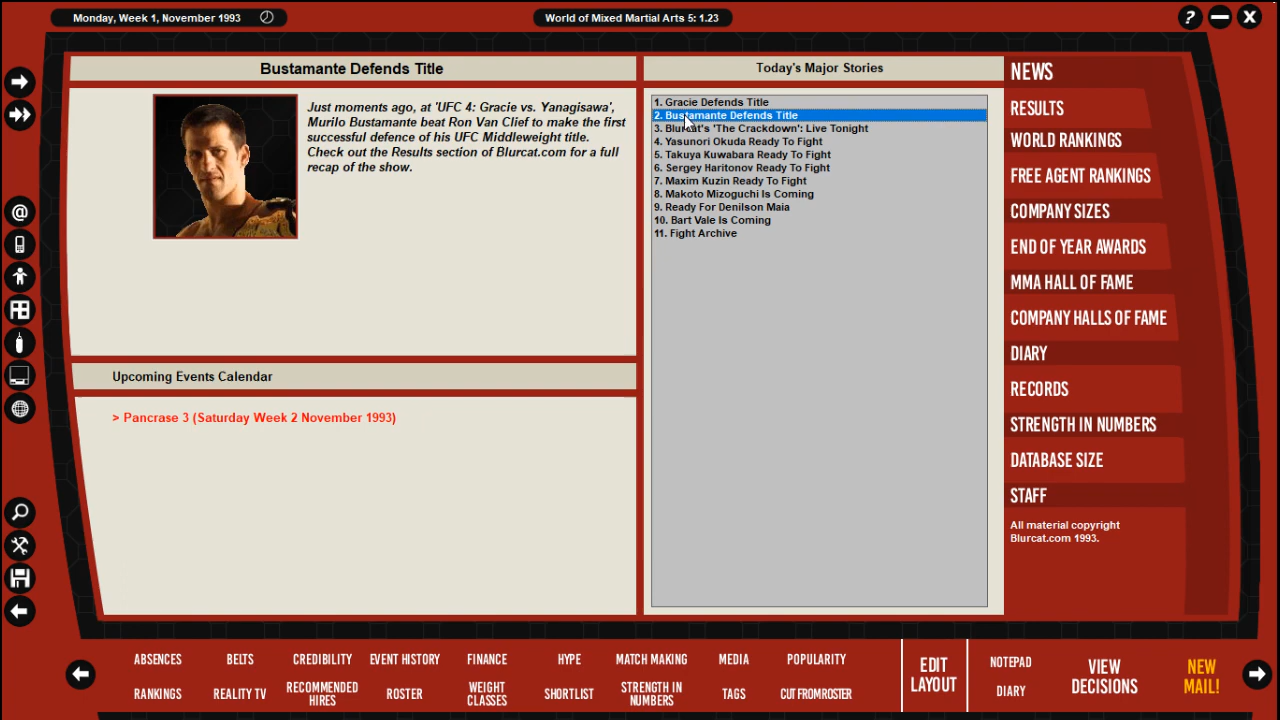 Monday, Week 1, November 1993
World of Mixed Martial Arts 5: 1.23
?
X
Bustamante Defends Title
Just moments ago, at 'UFC 4: Gracie vs. Yanagisawa',
Murilo Bustamante beat Ron Van Clief to make the first
successful defence of his UFC Middleweight title.
Check out the Results section of Blurcat.com for a full
recap of the show.
Upcoming Events Calendar
> Pancrase 3 (Saturday Week 2 November 1993)
Today's Major Stories
1. Gracie Defends Title
2. Bustamante Defends Title
3. Blurcat's 'The Crackdown': Live Tonight
4. Yasunori Okuda Ready To Fight
5. Takuya Kuwabara Ready To Fight
6. Sergey Haritonov Ready To Fight
7. Maxim Kuzin Ready To Fight
8. Makoto Mizoguchi Is Coming
9. Ready For Denilson Maia
10. Bart Vale Is Coming
11. Fight Archive
NEWS
RESULTS
WORLD RANKINGS
FREE AGENT RANKINGS
COMPANY SIZES
END OF YEAR AWARDS
MMA HALL OF FAME
COMPANY HALLS OF FAME
DIARY
RECORDS
STRENGTH IN NUMBERS
DATABASE SIZE
STAFF
All material copyright
Blurcat.com 1993.
@
ABSENCES
BELTS
CREDIBILITY
EVENT HISTORY
FINANCE
HYPE
MATCH MAKING
MEDIA
POPULARITY
RANKINGS
REALITY TV
RECOMMENDED
HIRES
ROSTER
WEIGHT
CLASSES
SHORTLIST
STRENGTH IN
NUMBERS
TAGS
CUT FROM ROSTER
EDIT
LAYOUT
NOTEPAD
DIARY
VIEW
DECISIONS
NEW
MAIL!